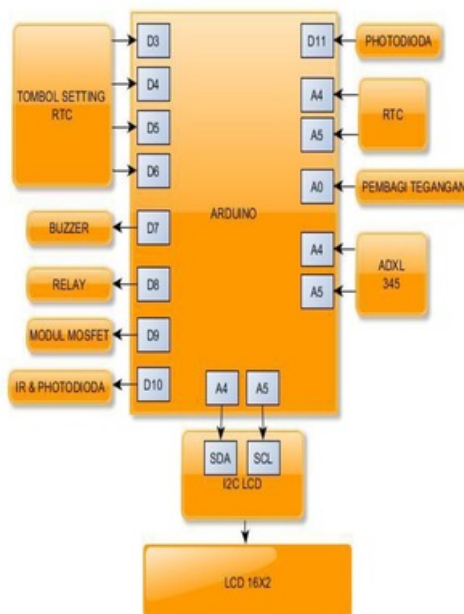 TOMBOL SETTING
RTC
D3
D4
D5
D6
BUZZER
D7
RELAY
D8
MODUL MOSFET
D9
IR & PHOTODIODA
D10
ARDUINO
D11
PHOTODIODA
A4
A5
RTC
A0
PEMBAGI TEGANGAN
A4
A5
ADXL
345
A4
A5
SDA
SCL
I2C LCD
LCD 16X2